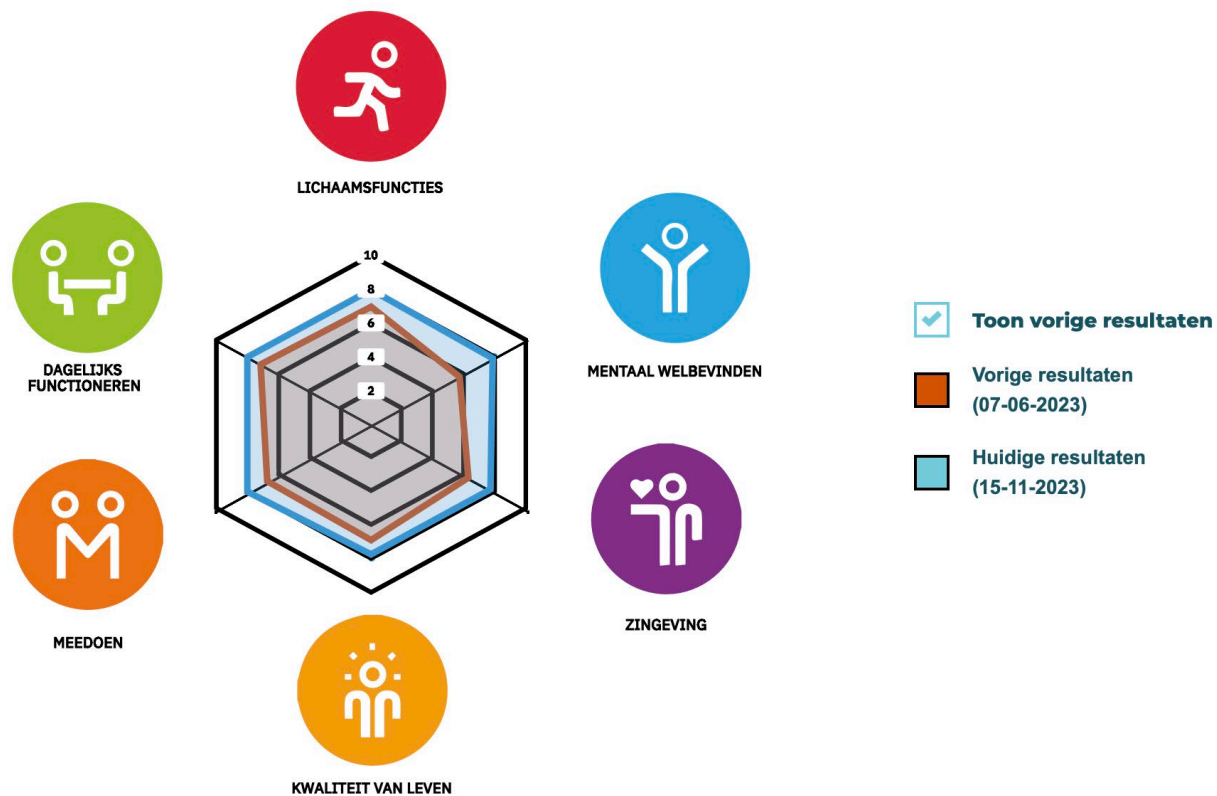 LICHAAMSFUNCTIES
DAGELIJKS
FUNCTIONEREN
MENTAAL WELBEVINDEN
10
8
6
4
2
MEEDOEN
ZINGEVING
KWALITEIT VAN LEVEN
Toon vorige resultaten
Vorige resultaten
(07-06-2023)
Huidige resultaten
(15-11-2023)